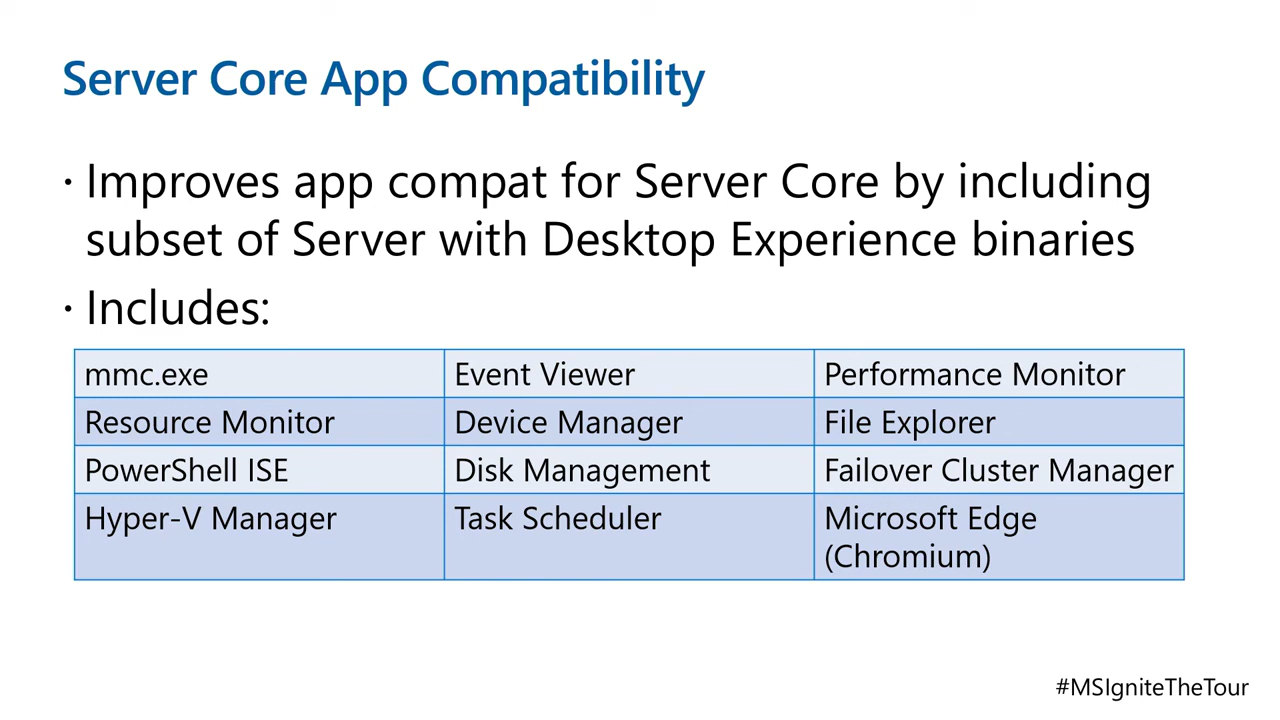 Server Core App Compatibility
· Improves app compat for Server Core by including
subset of Server with Desktop Experience binaries
· Includes:
mmc.exe Event Viewer Performance Monitor
Resource Monitor Device Manager File Explorer
PowerShell ISE Disk Management Failover Cluster Manager
Hyper-V Manager Task Scheduler Microsoft Edge
(Chromium)
#MSIgniteTheTour